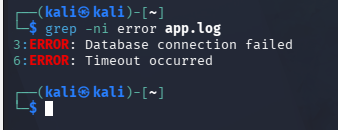 ┌──(kali㉿kali)-[~]
└─$ grep -ni error app.log
3:ERROR: Database connection failed
6:ERROR: Timeout occurred
┌──(kali㉿kali)-[~]
└─$